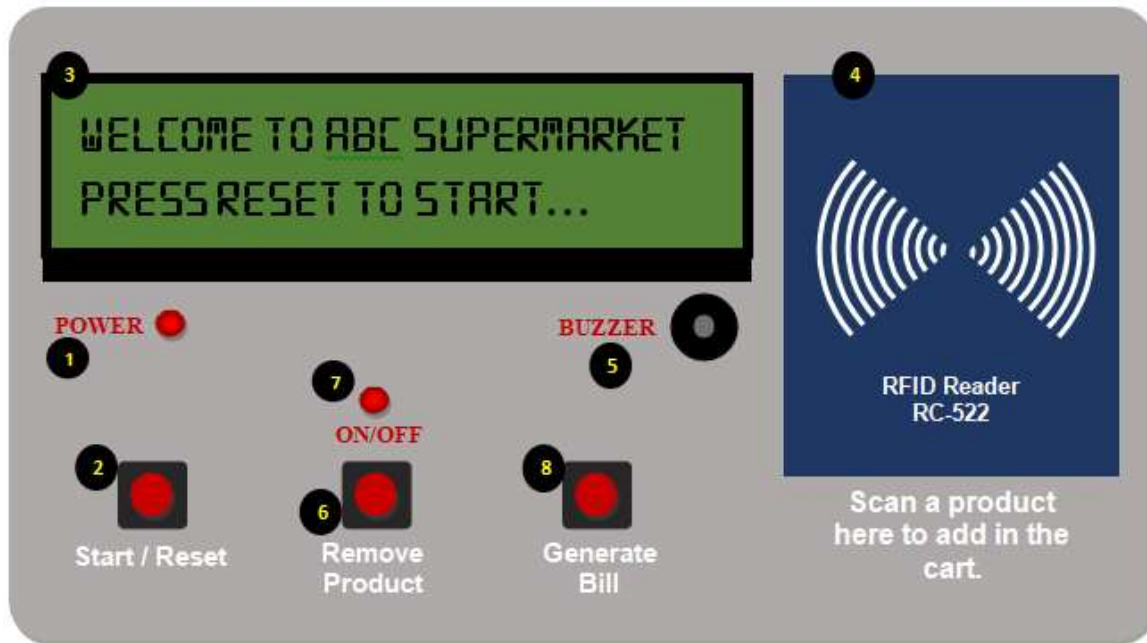 3
WELCOME TO ABC SUPERMARKET
PRESS RESET TO START...
4
RFID Reader
RC-522
Scan a product
here to add in the
cart.
POWER
1
BUZZER
5
7
ON/OFF
2
Start / Reset
6
Remove
Product
8
Generate
Bill